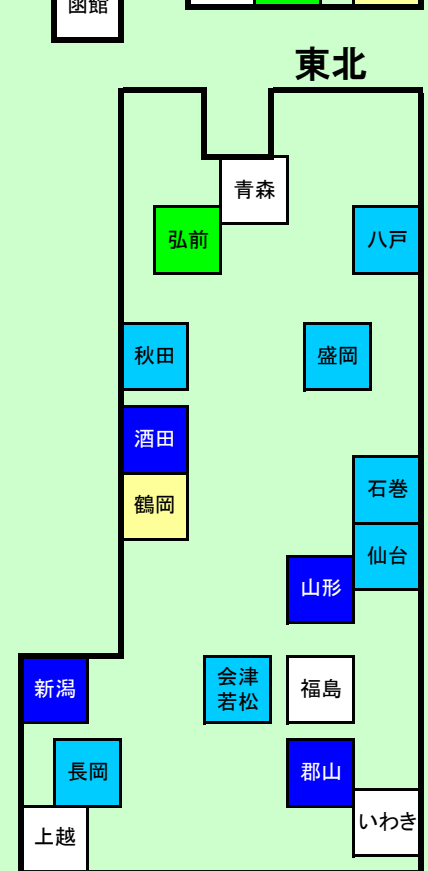 函館
東北
青森
弘前
八戸
秋田
盛岡
酒田
石巻
鶴岡
仙台
山形
新潟
会津
若松
福島
長岡
郡山
いわき
上越